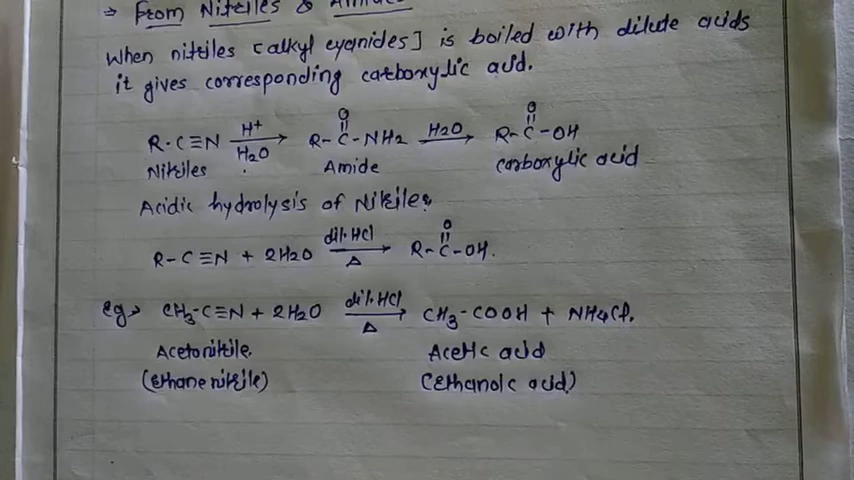 → From Nitriles & Amides
When nitriles [alkyl cyanides] is boiled with dilute acids
it gives corresponding carboxylic acid.
R-C≡N H+ / H2O → R-C(=O)-NH2 H2O → R-C(=O)-OH
Nitriles Amide carboxylic acid
Acidic hydrolysis of Nitriles
R-C≡N + 2H2O dil.HCl / Δ → R-C(=O)-OH.
eg→ CH3-C≡N + 2H2O dil.HCl / Δ → CH3-COOH + NH4Cl.
Acetonitrile. Acetic acid
(Ethane nitrile) (Ethanoic acid)